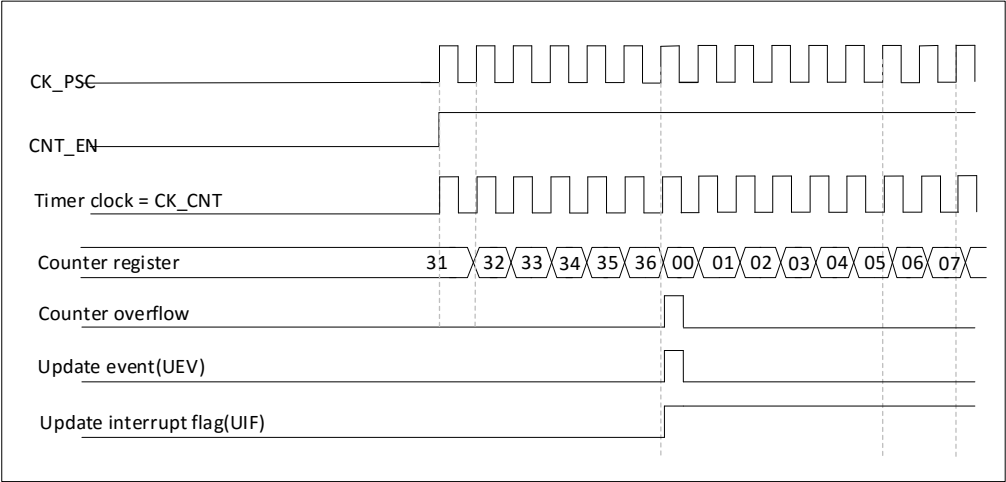 CK_PSC
CNT_EN
Timer clock = CK_CNT
Counter register 31 32 33 34 35 36 00 01 02 03 04 05 06 07
Counter overflow
Update event(UEV)
Update interrupt flag(UIF)